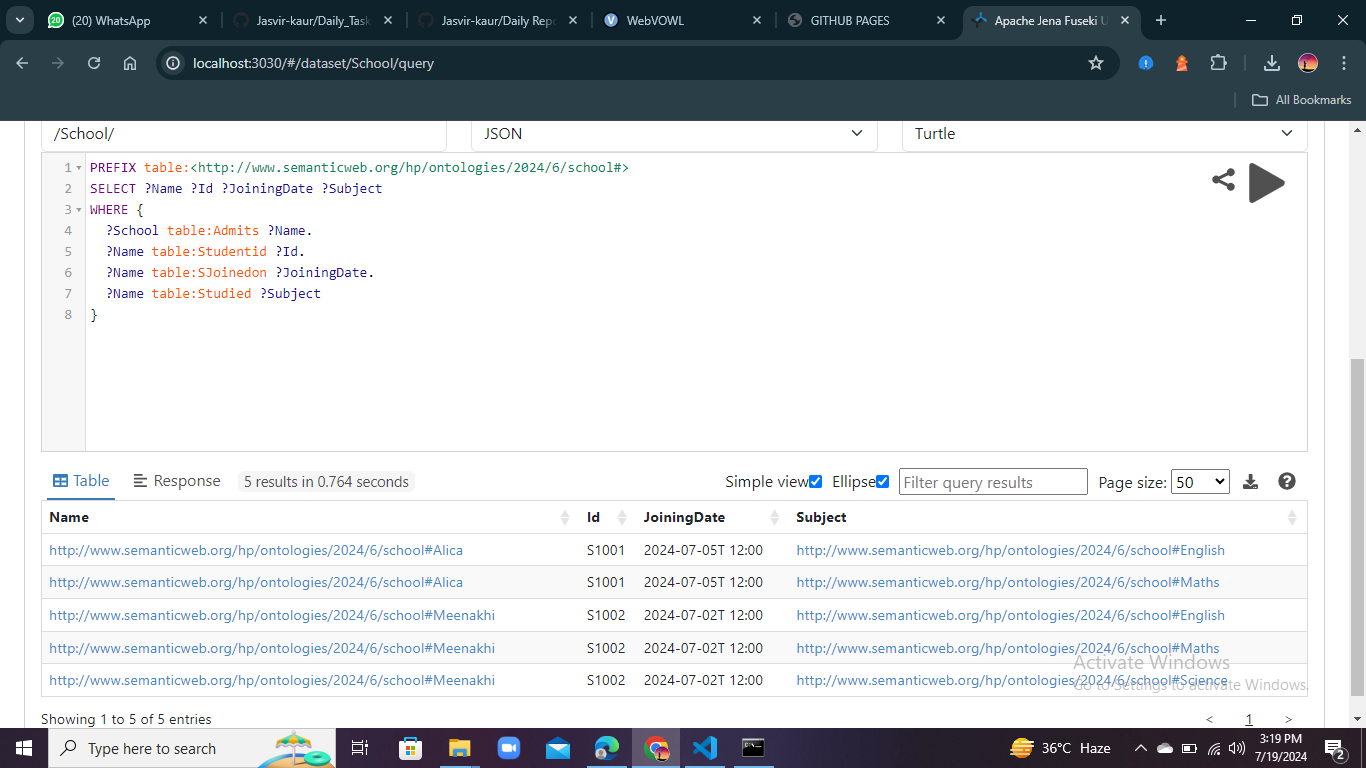 (20) WhatsApp
Jasvir-kaur/Daily_Task
Jasvir-kaur/Daily Repo
WebVOWL
GITHUB PAGES
Apache Jena Fuseki U
localhost:3030/#/dataset/School/query
All Bookmarks
/School/
JSON
Turtle
1 PREFIX table:<http://www.semanticweb.org/hp/ontologies/2024/6/school#>
2 SELECT ?Name ?Id ?JoiningDate ?Subject
3 WHERE {
4 ?School table:Admits ?Name.
5 ?Name table:Studentid ?Id.
6 ?Name table:SJoinedon ?JoiningDate.
7 ?Name table:Studied ?Subject
8 }
Table Response 5 results in 0.764 seconds Simple view Ellipse Filter query results Page size: 50
Name Id JoiningDate Subject
http://www.semanticweb.org/hp/ontologies/2024/6/school#Alica S1001 2024-07-05T 12:00 http://www.semanticweb.org/hp/ontologies/2024/6/school#English
http://www.semanticweb.org/hp/ontologies/2024/6/school#Alica S1001 2024-07-05T 12:00 http://www.semanticweb.org/hp/ontologies/2024/6/school#Maths
http://www.semanticweb.org/hp/ontologies/2024/6/school#Meenakhi S1002 2024-07-02T 12:00 http://www.semanticweb.org/hp/ontologies/2024/6/school#English
http://www.semanticweb.org/hp/ontologies/2024/6/school#Meenakhi S1002 2024-07-02T 12:00 http://www.semanticweb.org/hp/ontologies/2024/6/school#Maths
http://www.semanticweb.org/hp/ontologies/2024/6/school#Meenakhi S1002 2024-07-02T 12:00 http://www.semanticweb.org/hp/ontologies/2024/6/school#Science
Activate Windows
Go to Settings to activate Windows.
Showing 1 to 5 of 5 entries
< 1 >
Type here to search
36°C Haze
3:19 PM
7/19/2024
2